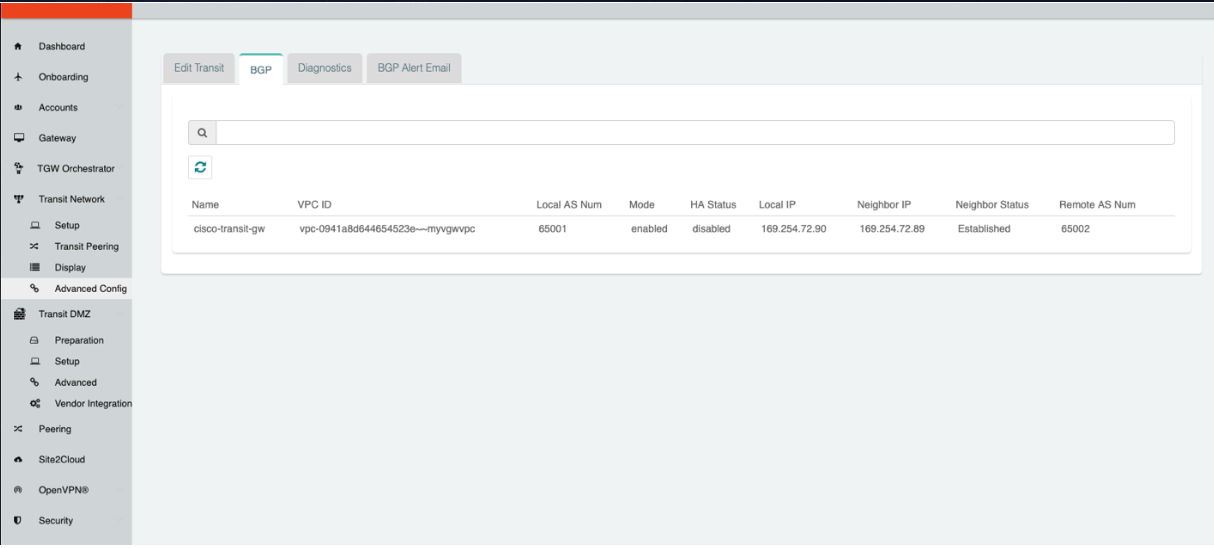 Dashboard
Onboarding
Accounts
Gateway
TGW Orchestrator
Transit Network
Setup
Transit Peering
Display
Advanced Config
Transit DMZ
Preparation
Setup
Advanced
Vendor Integration
Peering
Site2Cloud
OpenVPN®
Security
Edit Transit BGP Diagnostics BGP Alert Email
Name VPC ID Local AS Num Mode HA Status Local IP Neighbor IP Neighbor Status Remote AS Num
cisco-transit-gw vpc-0941a8d644654523e~~myvgwvpc 65001 enabled disabled 169.254.72.90 169.254.72.89 Established 65002